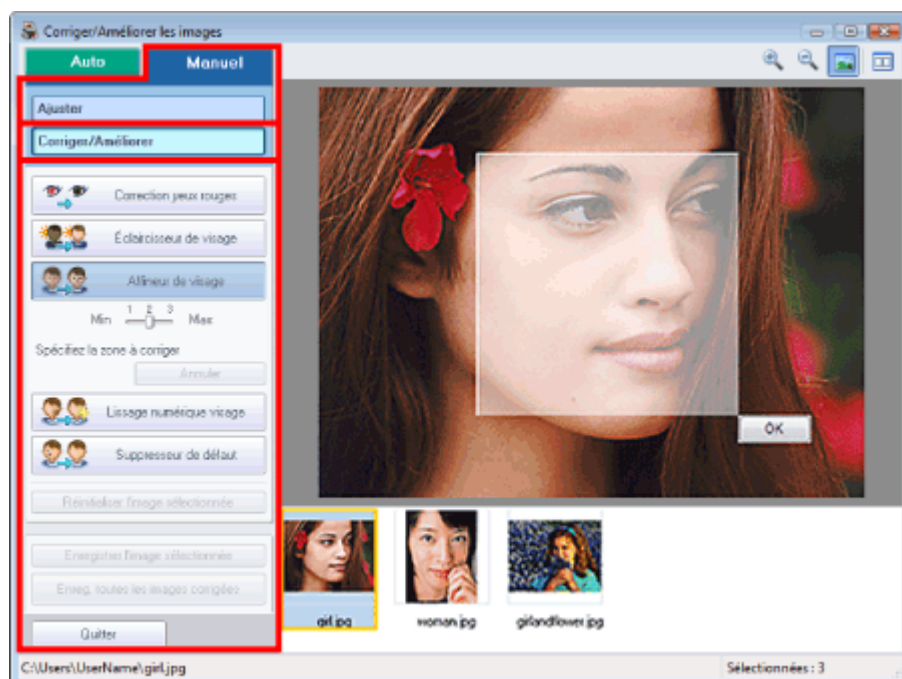 Corriger/Améliorer les images
Auto
Manuel
Ajuster
Corriger/Améliorer
Correction yeux rouges
Éclaircisseur de visage
Affineur de visage
1 2 3
Min Max
Spécifiez la zone à corriger
Annuler
Lissage numérique visage
Suppresseur de défaut
Réinitialiser l'image sélectionnée
Enregistrer l'image sélectionnée
Enreg. toutes les images corrigées
Quitter
OK
girl.jpg
woman.jpg
girlandflower.jpg
C:\Users\UserName\girl.jpg
Sélectionnées : 3